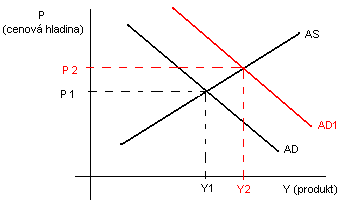 P
(cenová hladina)
AS
P 2
P 1
AD1
AD
Y1
Y2
Y (produkt)